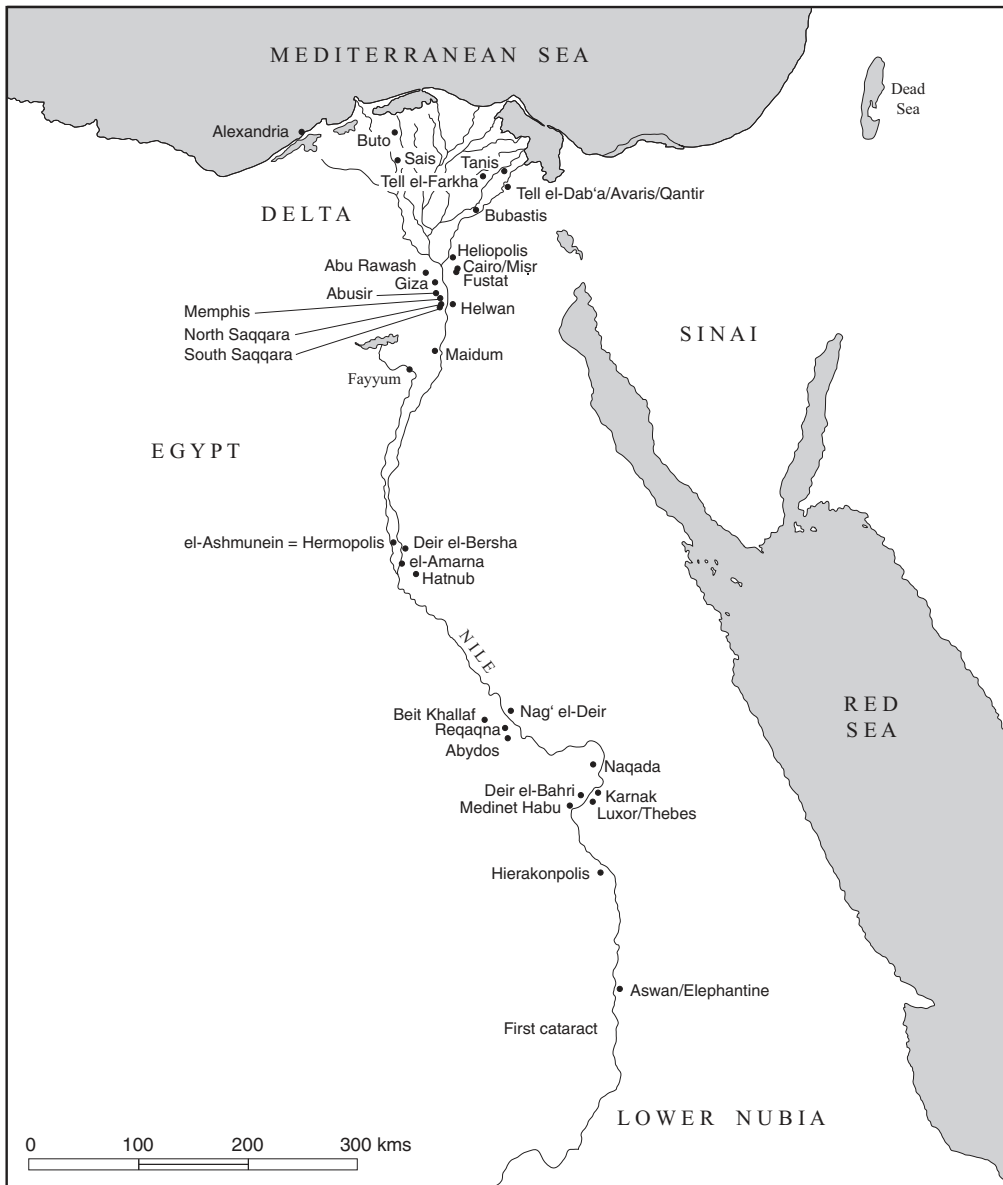 MEDITERRANEAN SEA
Dead
Sea
Alexandria
Buto
Sais
Tanis
Tell el-Farkha
Tell el-Dab‘a/Avaris/Qantir
Bubastis
DELTA
Heliopolis
Cairo/Miṣr
Fustat
Abu Rawash
Giza
Abusir
Memphis
North Saqqara
South Saqqara
Helwan
SINAI
Maidum
Fayyum
EGYPT
el-Ashmunein = Hermopolis
Deir el-Bersha
el-Amarna
Hatnub
NILE
RED
SEA
Nag‘ el-Deir
Beit Khallaf
Reqaqna
Abydos
Naqada
Deir el-Bahri
Karnak
Medinet Habu
Luxor/Thebes
Hierakonpolis
Aswan/Elephantine
First cataract
LOWER NUBIA
0 100 200 300 kms